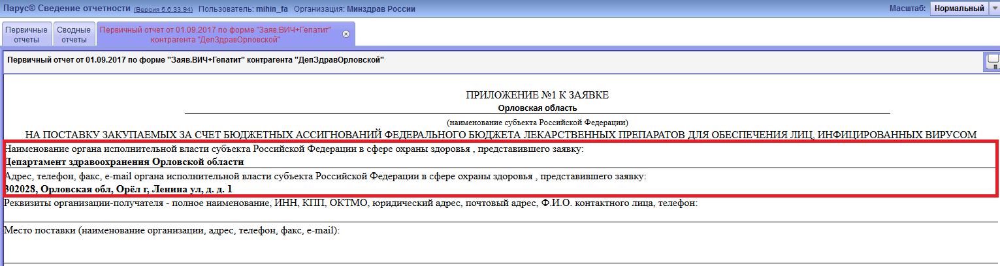 Парус® Сведение отчетности (Версия 5.6.33.94) Пользователь: mihin_fa Организация: Минздрав России Масштаб: Нормальный
Первичные отчеты
Сводные отчеты
Первичный отчет от 01.09.2017 по форме "Заяв.ВИЧ+Гепатит"
контрагента "ДепЗдравОрловской"
Первичный отчет от 01.09.2017 по форме "Заяв.ВИЧ+Гепатит" контрагента "ДепЗдравОрловской"
ПРИЛОЖЕНИЕ №1 К ЗАЯВКЕ
Орловская область
(наименование субъекта Российской Федерации)
НА ПОСТАВКУ ЗАКУПАЕМЫХ ЗА СЧЕТ БЮДЖЕТНЫХ АССИГНОВАНИЙ ФЕДЕРАЛЬНОГО БЮДЖЕТА ЛЕКАРСТВЕННЫХ ПРЕПАРАТОВ ДЛЯ ОБЕСПЕЧЕНИЯ ЛИЦ, ИНФИЦИРОВАННЫХ ВИРУСОМ
Наименование органа исполнительной власти субъекта Российской Федерации в сфере охраны здоровья , представившего заявку:
Департамент здравоохранения Орловской области
Адрес, телефон, факс, e-mail органа исполнительной власти субъекта Российской Федерации в сфере охраны здоровья , представившего заявку:
302028, Орловская обл, Орёл г, Ленина ул, д. д. 1
Реквизиты организации-получателя - полное наименование, ИНН, КПП, ОКТМО, юридический адрес, почтовый адрес, Ф.И.О. контактного лица, телефон:
Место поставки (наименование организации, адрес, телефон, факс, e-mail):